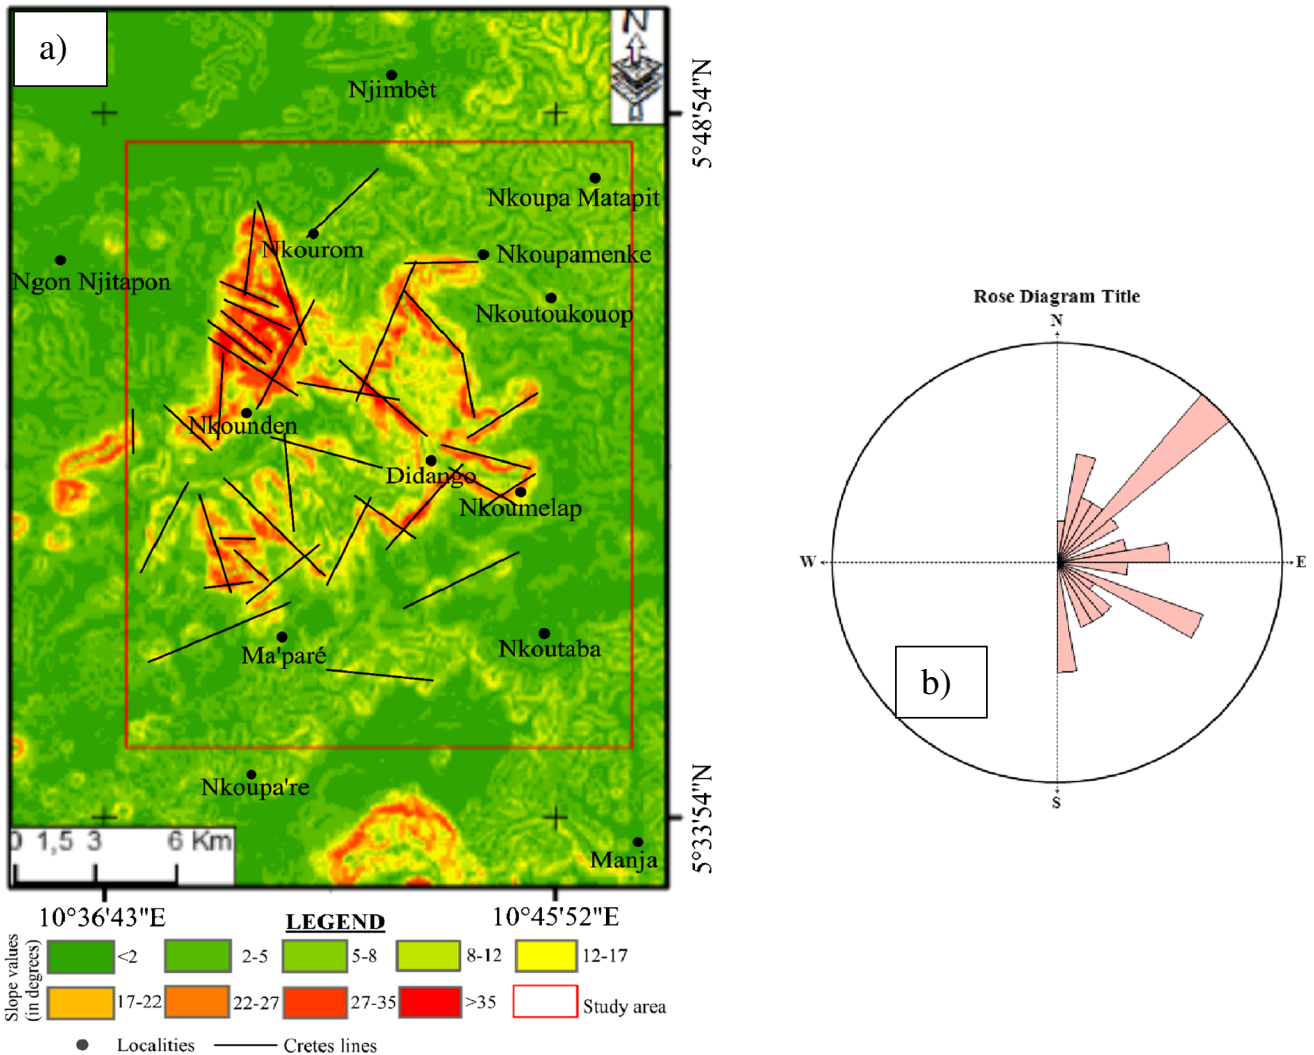 a)
N
Njimbèt
5°48'54"N
Nkoupa Matapit
Nkourom
Nkoupamenke
Ngon Njitapon
Nkoutoukouop
Nkounden
Didango
Nkoumelap
Nkoutaba
Ma'paré
Nkoupa're
Manja
5°33'54"N
0 1,5 3 6 Km
10°36'43"E 10°45'52"E
LEGEND
Slope values
(in degrees)
<2 2-5 5-8 8-12 12-17
17-22 22-27 27-35 >35 Study area
Localities Cretes lines
Rose Diagram Title
N
W E
S
b)